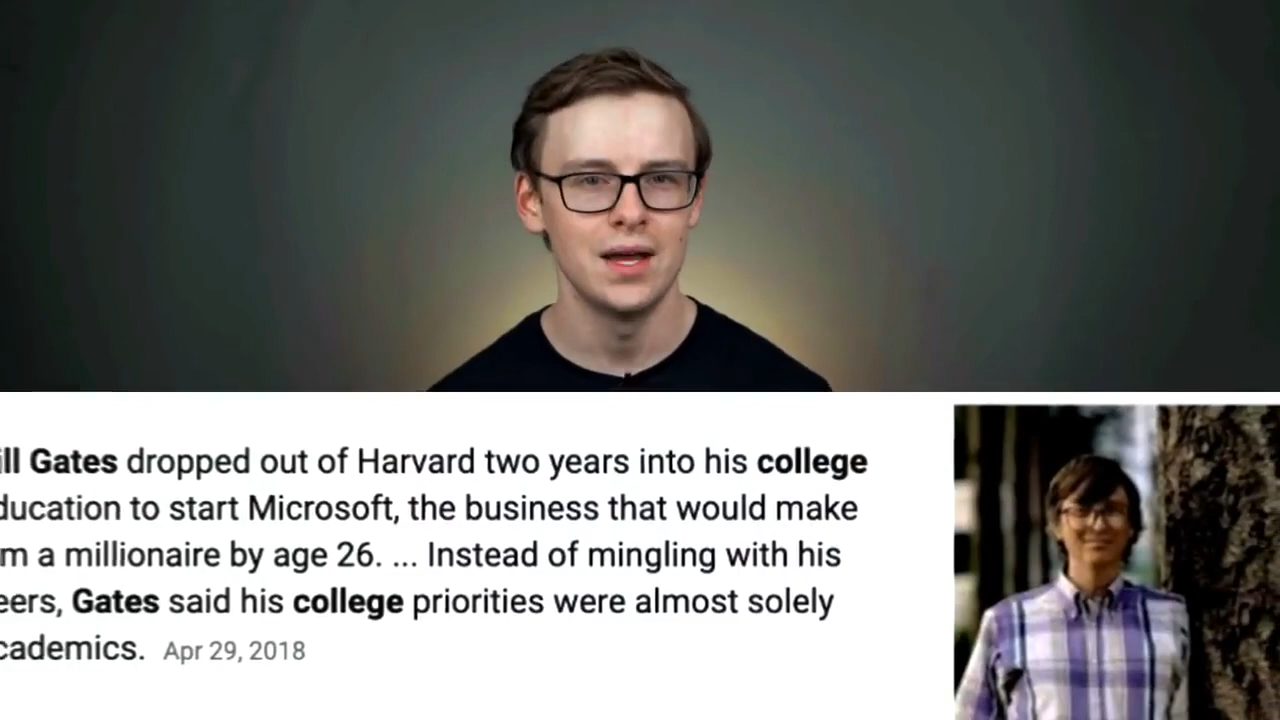 ill Gates dropped out of Harvard two years into his college
ducation to start Microsoft, the business that would make
m a millionaire by age 26. ... Instead of mingling with his
eers, Gates said his college priorities were almost solely
cademics. Apr 29, 2018